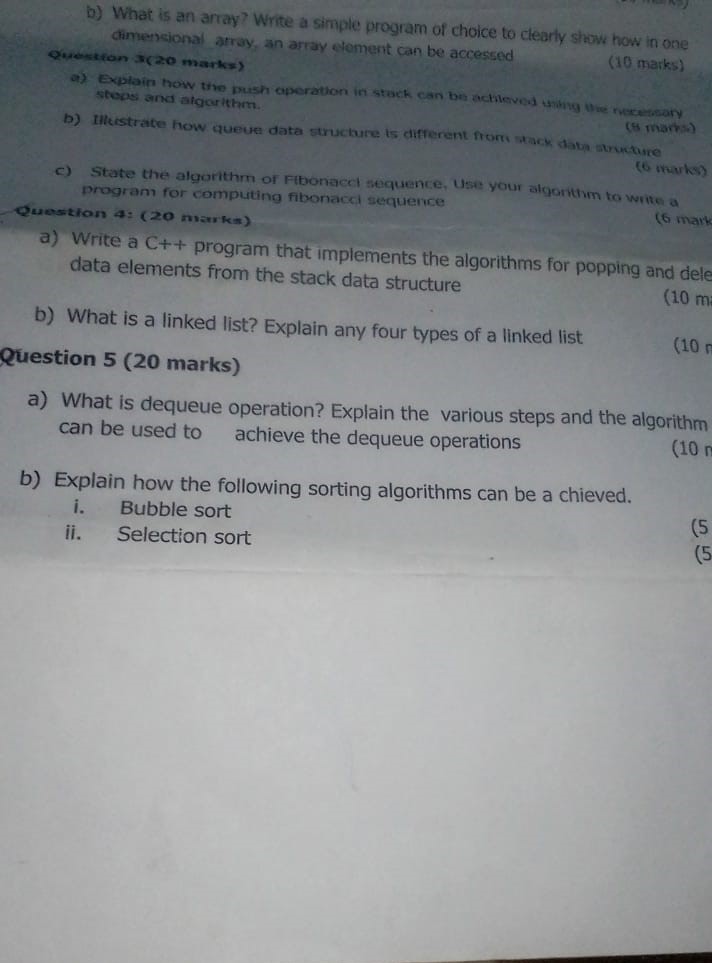 b) What is an array? Write a simple program of choice to clearly show how in one
dimensional array, an array element can be accessed (10 marks)
Question 3(20 marks)
a) Explain how the push operation in stack can be achieved using the necessary
steps and algorithm. (8 marks)
b) Illustrate how queue data structure is different from stack data structure
(6 marks)
c) State the algorithm of Fibonacci sequence. Use your algorithm to write a
program for computing fibonacci sequence
(6 mark
Question 4: (20 marks)
a) Write a C++ program that implements the algorithms for popping and dele
data elements from the stack data structure
(10 ma
b) What is a linked list? Explain any four types of a linked list (10 m
Question 5 (20 marks)
a) What is dequeue operation? Explain the various steps and the algorithm
can be used to achieve the dequeue operations (10 m
b) Explain how the following sorting algorithms can be a chieved.
i. Bubble sort (5
ii. Selection sort (5